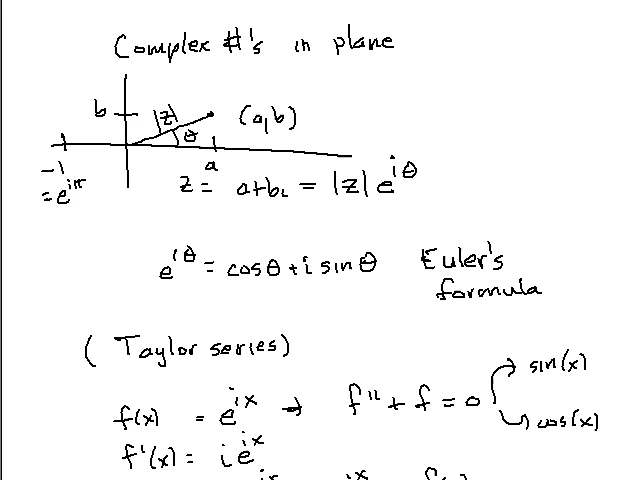 Complex #'s in plane
b |z| θ (a,b)
-1 a
= e^{iπ} z = a+bi = |z| e^{iθ}
e^{iθ} = cosθ + i sinθ Euler's
formula
( Taylor series)
sin(x)
f(x) = e^{ix} → f'' + f = 0
cos(x)
f'(x) = i e^{ix}